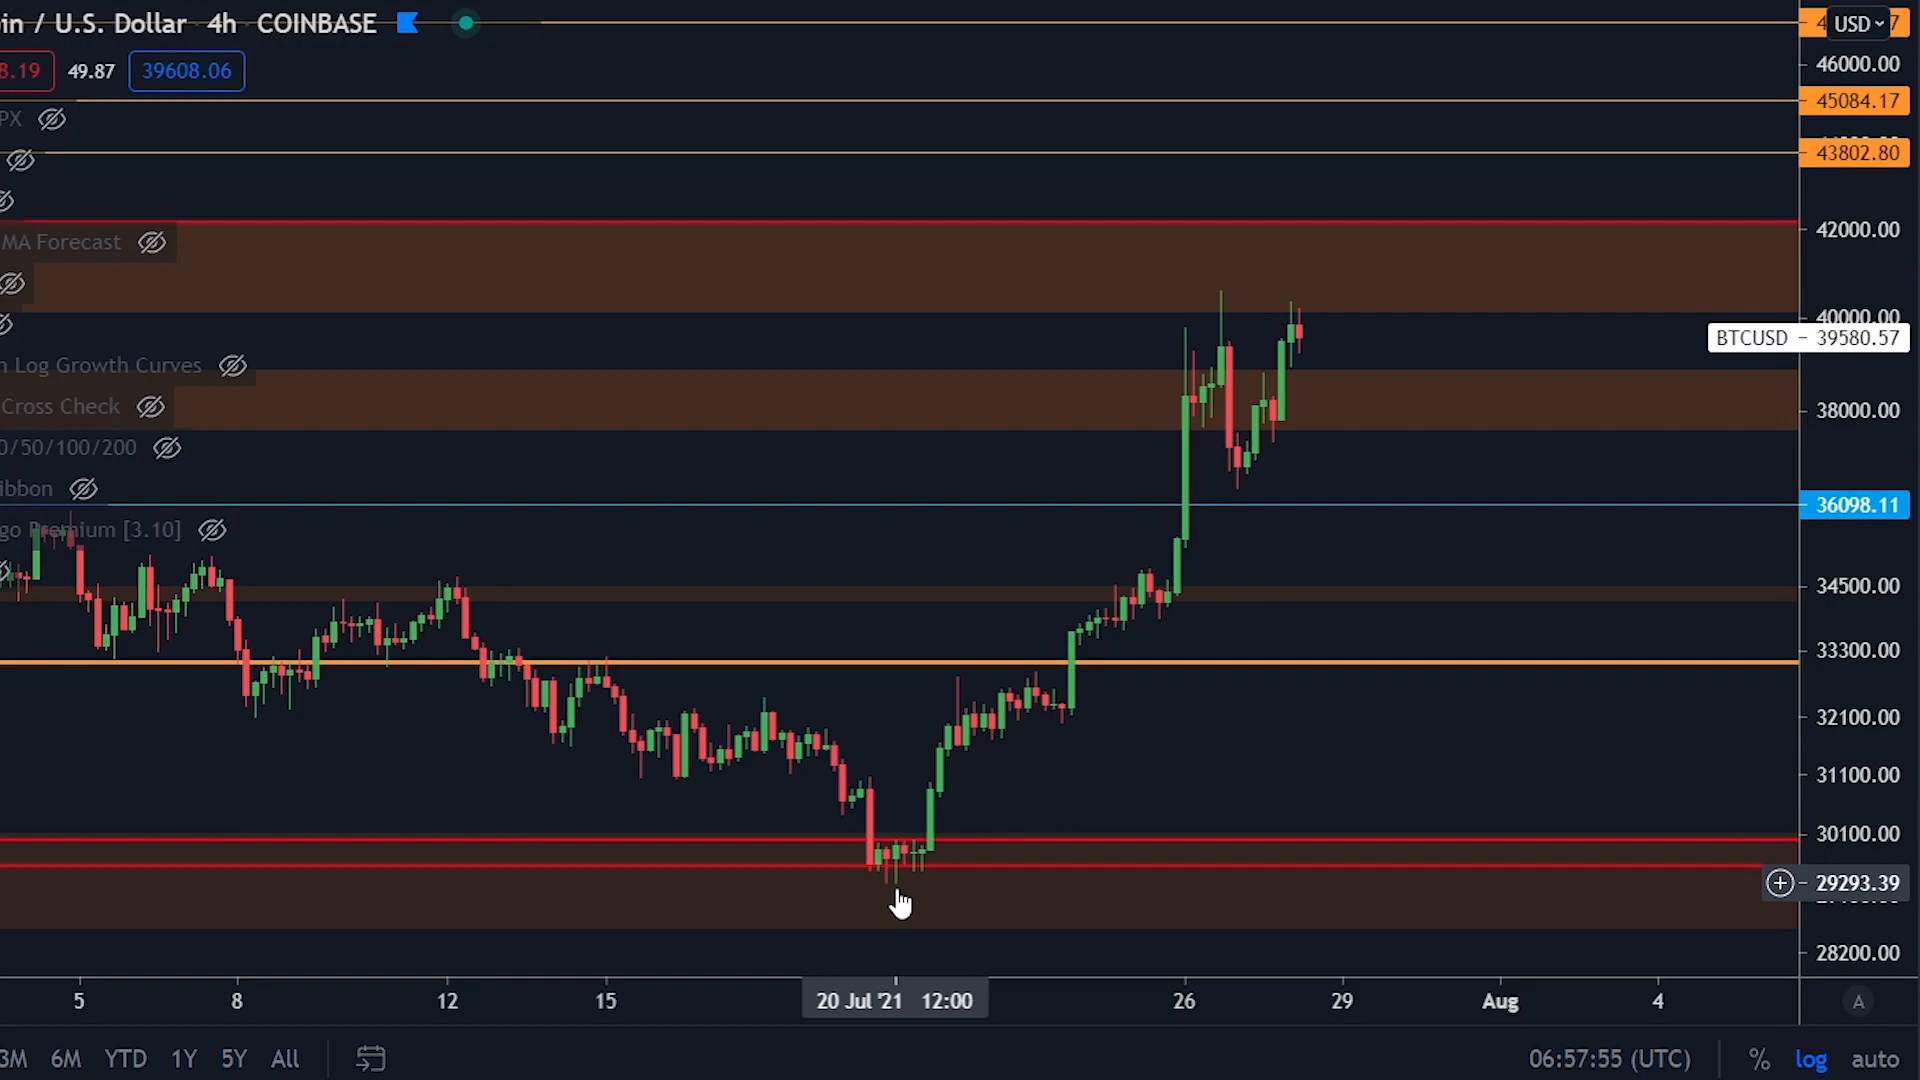 in / U.S. Dollar 4h COINBASE
USD
46000.00
8.19 49.87 39608.06
45084.17
PX
43802.80
42000.00
MA Forecast
40000.00
BTCUSD 39580.57
n Log Growth Curves
Cross Check
38000.00
0/50/100/200
ibbon
36098.11
go Premium [3.10]
34500.00
33300.00
32100.00
31100.00
30100.00
29293.39
28200.00
5 8 12 15 20 Jul '21 12:00 26 29 Aug 4 A
3M 6M YTD 1Y 5Y All 06:57:55 (UTC) % log auto